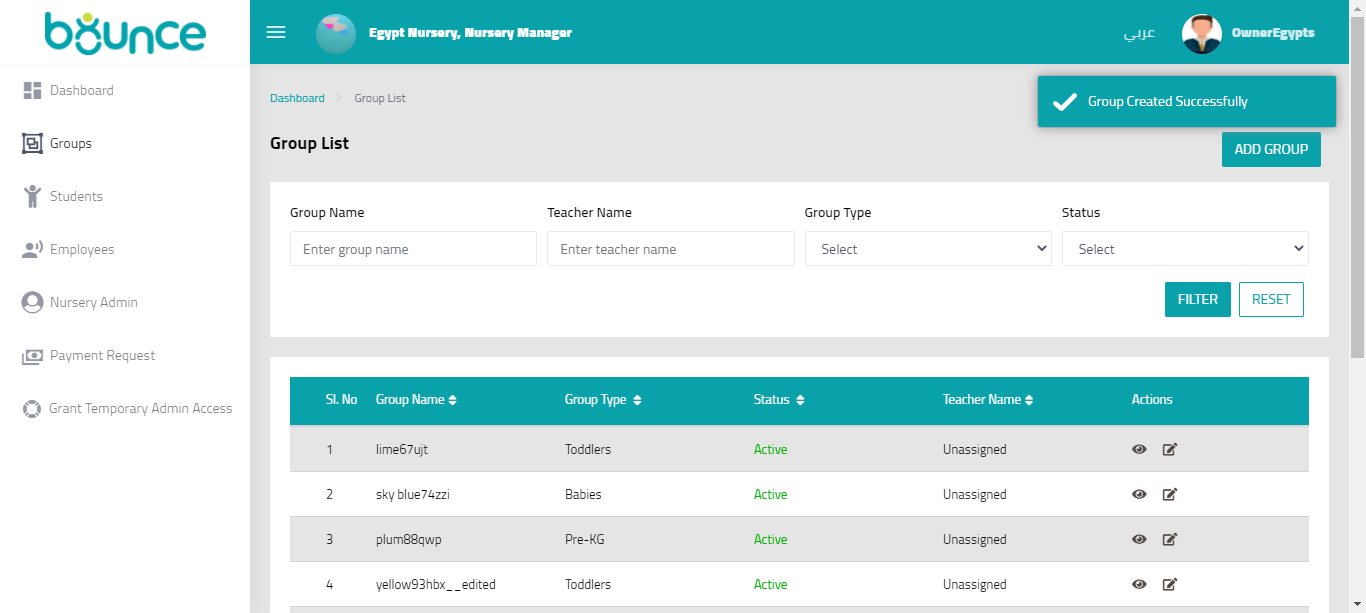 bounce
Egypt Nursery, Nursery Manager
عربي
OwnerEgypts
Dashboard
Groups
Students
Employees
Nursery Admin
Payment Request
Grant Temporary Admin Access
Dashboard
Group List
Group Created Successfully
Group List
ADD GROUP
Group Name
Teacher Name
Group Type
Status
Enter group name
Enter teacher name
Select
Select
FILTER
RESET
Sl. No Group Name Group Type Status Teacher Name Actions
1 lime67ujt Toddlers Active Unassigned
2 sky blue74zzi Babies Active Unassigned
3 plum88qwp Pre-KG Active Unassigned
4 yellow93hbx__edited Toddlers Active Unassigned